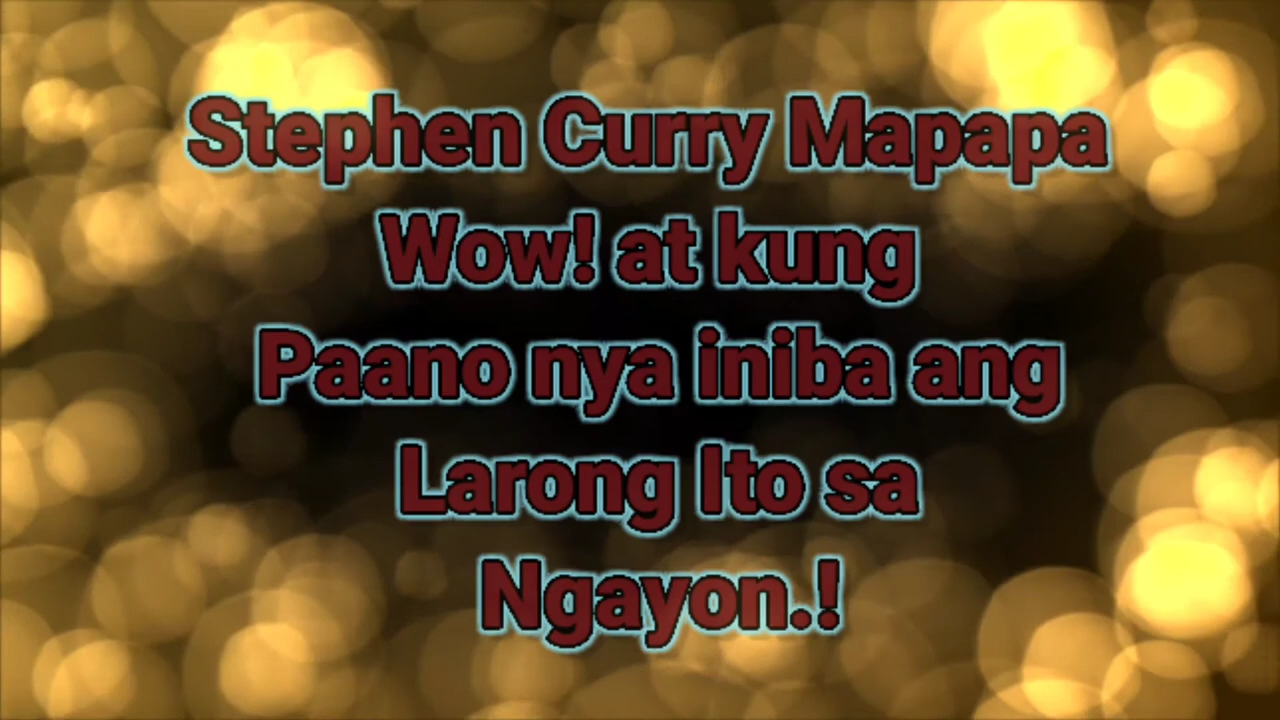 Stephen Curry Mapapa
Wow! at kung
Paano nya iniba ang
Larong Ito sa
Ngayon.!